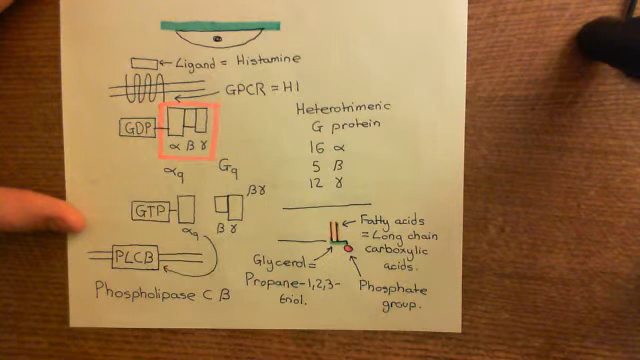 Ligand = Histamine
GPCR = H1
GDP
α β γ
αq
Gq
Heterotrimeric
G protein
16 α
5 β
12 γ
GTP
αq
β γ
βγ
PLCβ
Phospholipase C β
Fatty acids
= Long chain
carboxylic
acids.
Glycerol =
Propane-1,2,3-
triol.
Phosphate
group.